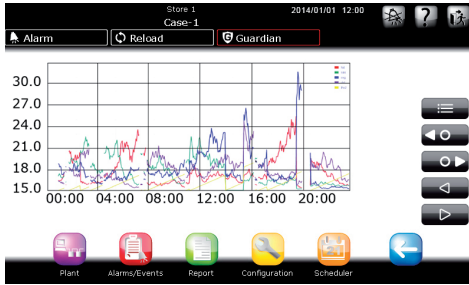 Store 1
2014/01/01 12:00
Case-1
Alarm
Reload
Guardian
30.0
27.0
24.0
21.0
18.0
15.0
00:00 04:00 08:00 12:00 16:00 20:00
Plant
Alarms/Events
Report
Configuration
Scheduler